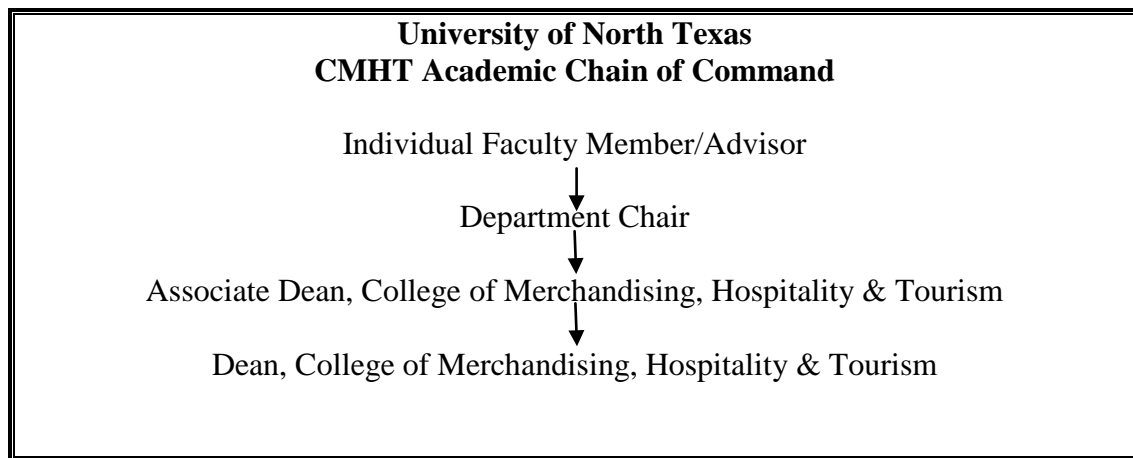 University of North Texas
CMHT Academic Chain of Command
Individual Faculty Member/Advisor
Department Chair
Associate Dean, College of Merchandising, Hospitality & Tourism
Dean, College of Merchandising, Hospitality & Tourism